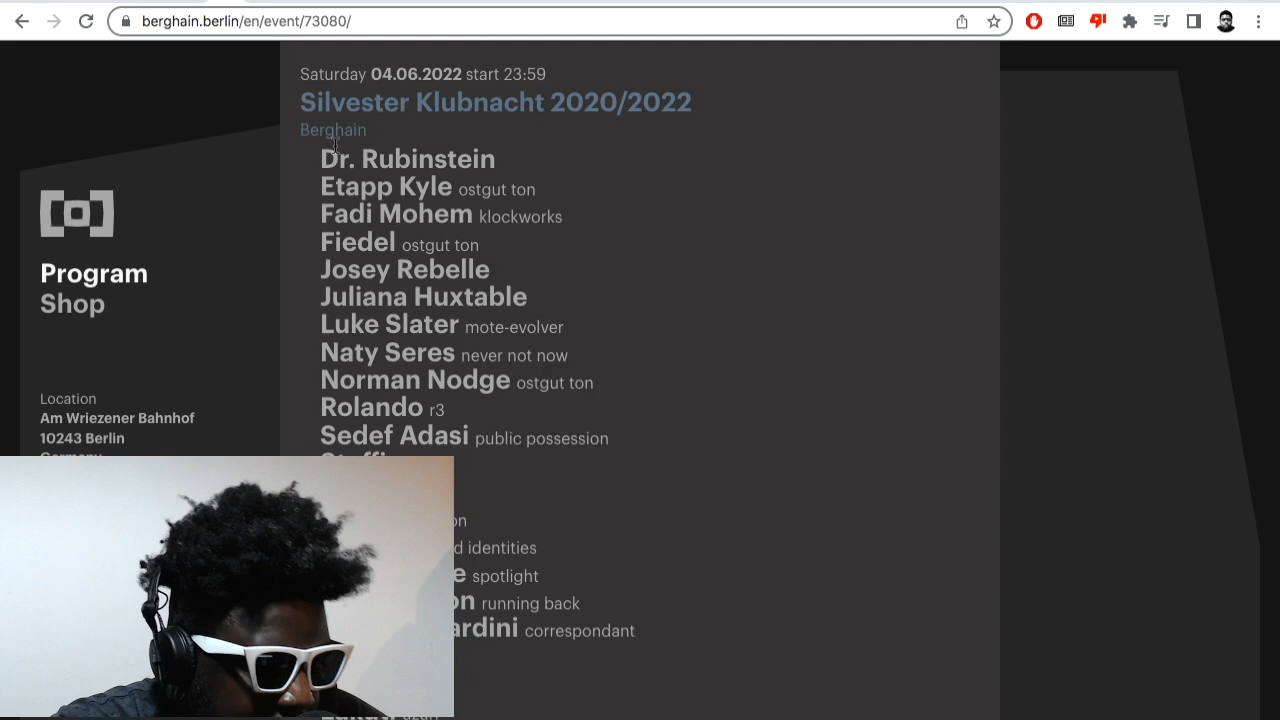 berghain.berlin/en/event/73080/
Saturday 04.06.2022 start 23:59
Silvester Klubnacht 2020/2022
Berghain
Dr. Rubinstein
Etapp Kyle ostgut ton
Fadi Mohem klockworks
Fiedel ostgut ton
Josey Rebelle
Juliana Huxtable
Luke Slater mote-evolver
Naty Seres never not now
Norman Nodge ostgut ton
Rolando r3
Sedef Adasi public possession
on
d identities
e spotlight
on running back
ardini correspondant
Program
Shop
Location
Am Wriezener Bahnhof
10243 Berlin